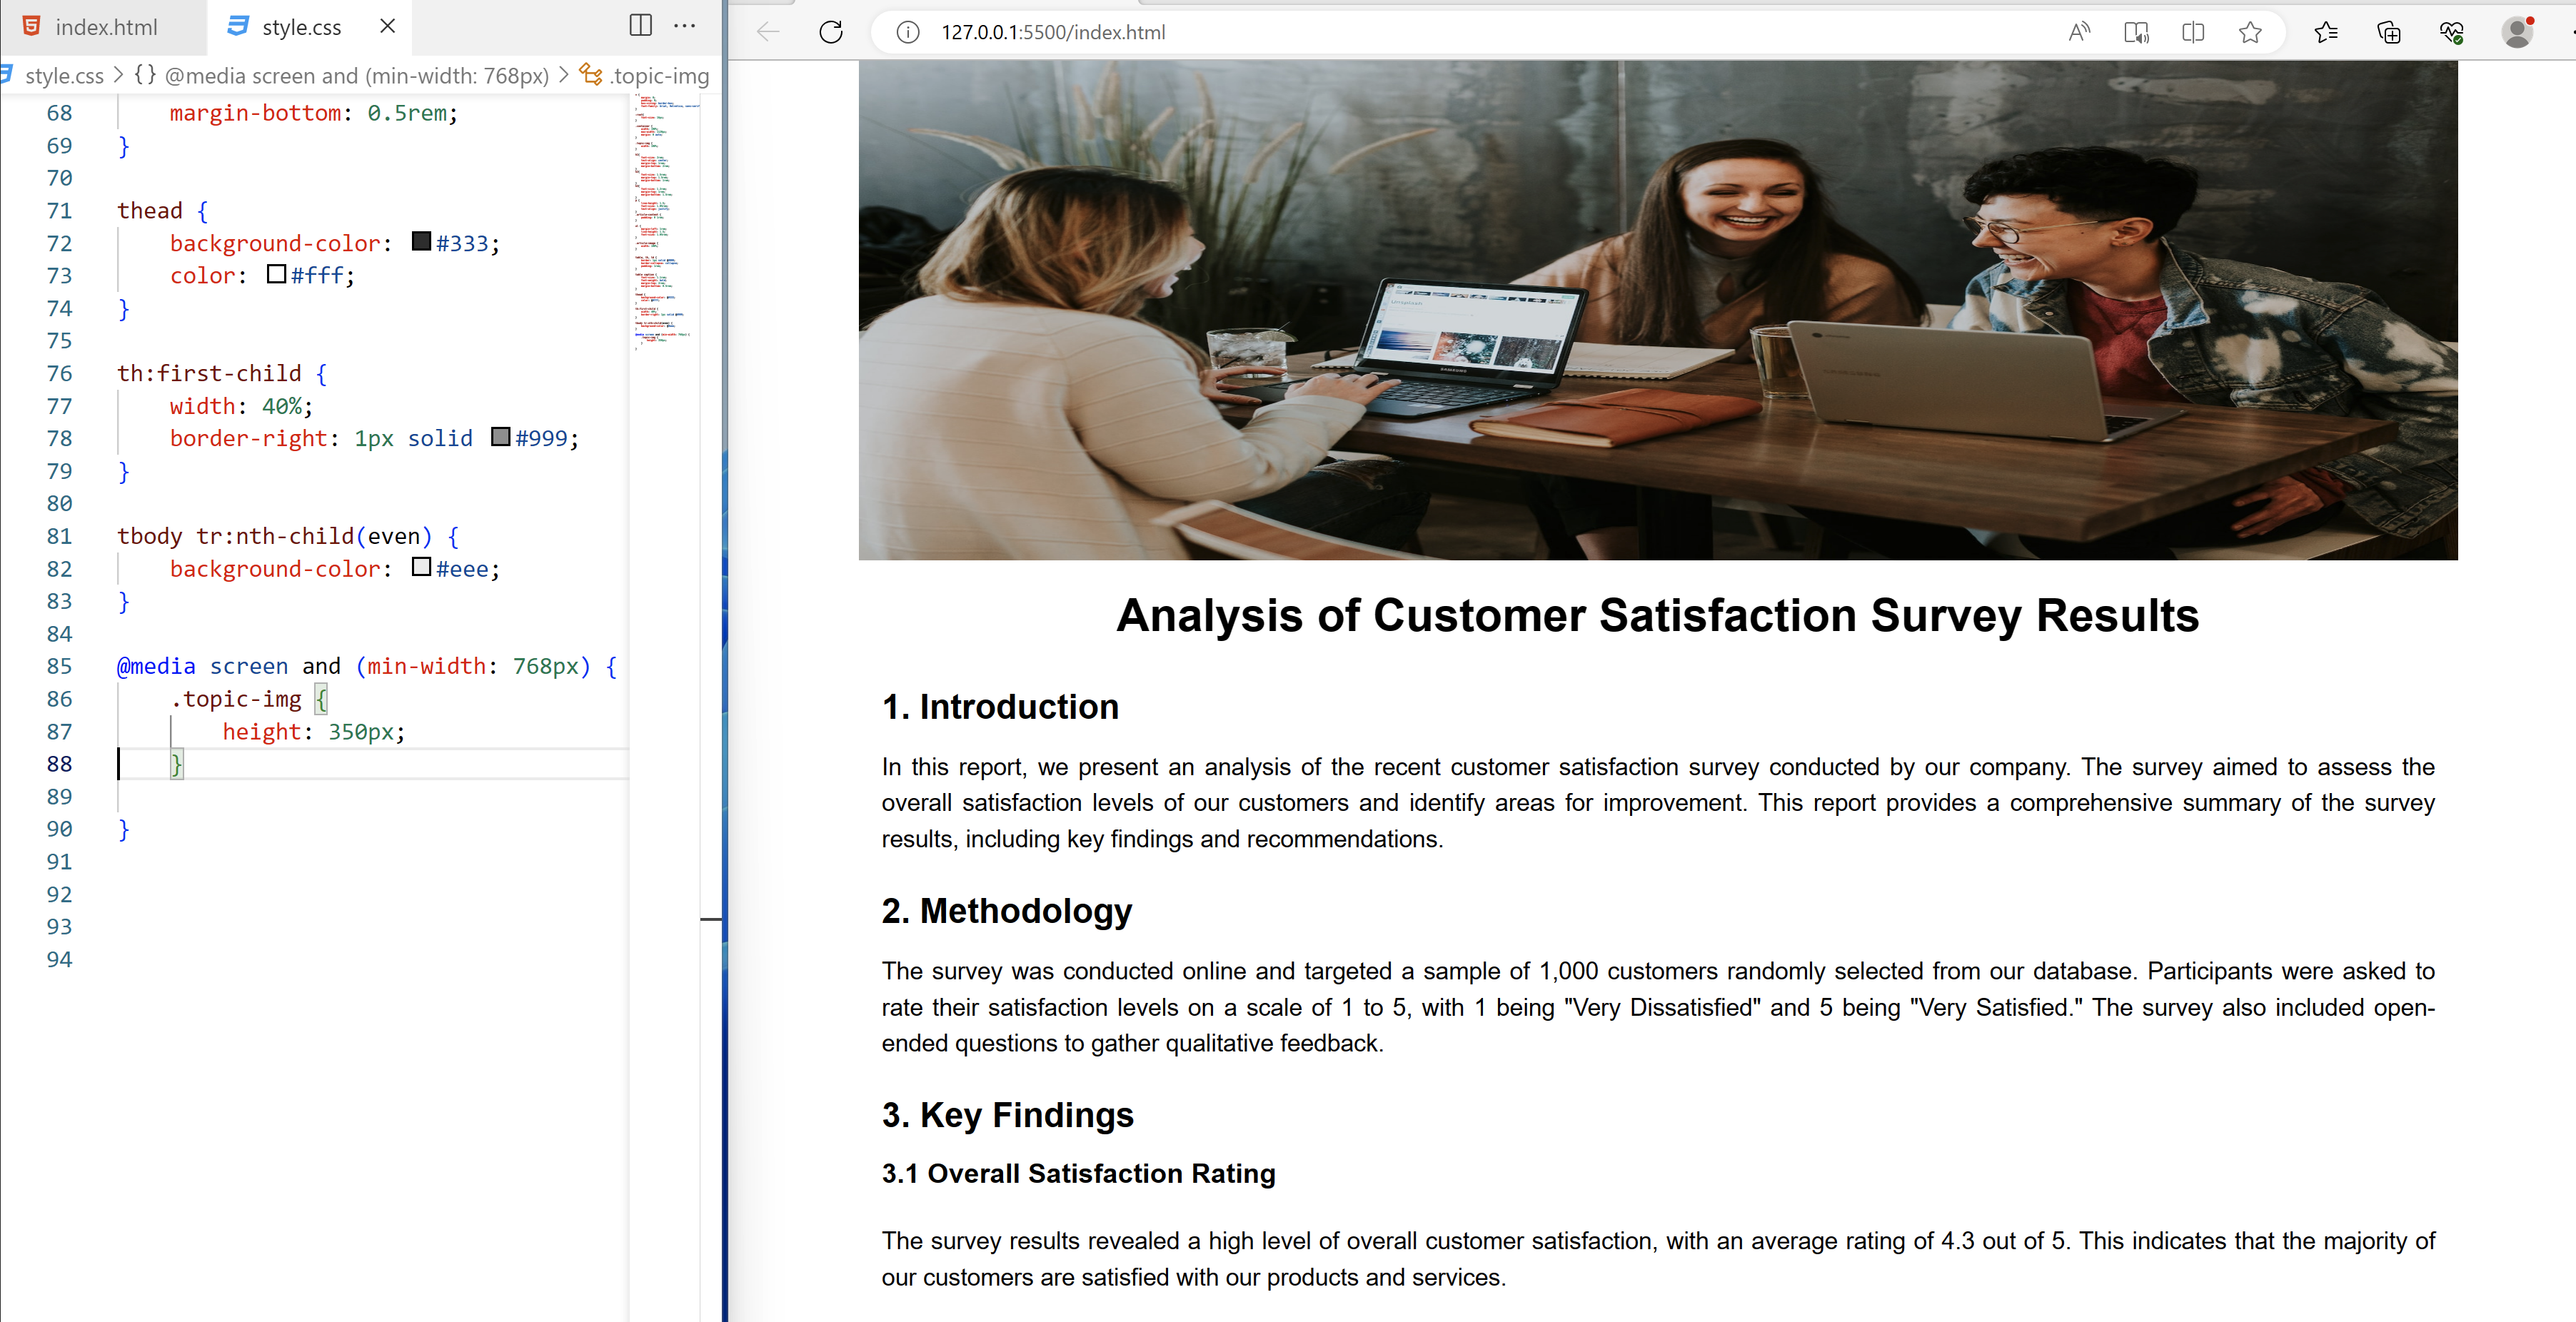 index.html
style.css
style.css > {} @media screen and (min-width: 768px) > .topic-img
68 margin-bottom: 0.5rem;
69 }
70
71 thead {
72 background-color: #333;
73 color: #fff;
74 }
75
76 th:first-child {
77 width: 40%;
78 border-right: 1px solid #999;
79 }
80
81 tbody tr:nth-child(even) {
82 background-color: #eee;
83 }
84
85 @media screen and (min-width: 768px) {
86 .topic-img {
87 height: 350px;
88 }
89
90 }
91
92
93
94
127.0.0.1:5500/index.html
Unsplash
SAMSUNG
Analysis of Customer Satisfaction Survey Results
1. Introduction
In this report, we present an analysis of the recent customer satisfaction survey conducted by our company. The survey aimed to assess the
overall satisfaction levels of our customers and identify areas for improvement. This report provides a comprehensive summary of the survey
results, including key findings and recommendations.
2. Methodology
The survey was conducted online and targeted a sample of 1,000 customers randomly selected from our database. Participants were asked to
rate their satisfaction levels on a scale of 1 to 5, with 1 being "Very Dissatisfied" and 5 being "Very Satisfied." The survey also included open-
ended questions to gather qualitative feedback.
3. Key Findings
3.1 Overall Satisfaction Rating
The survey results revealed a high level of overall customer satisfaction, with an average rating of 4.3 out of 5. This indicates that the majority of
our customers are satisfied with our products and services.